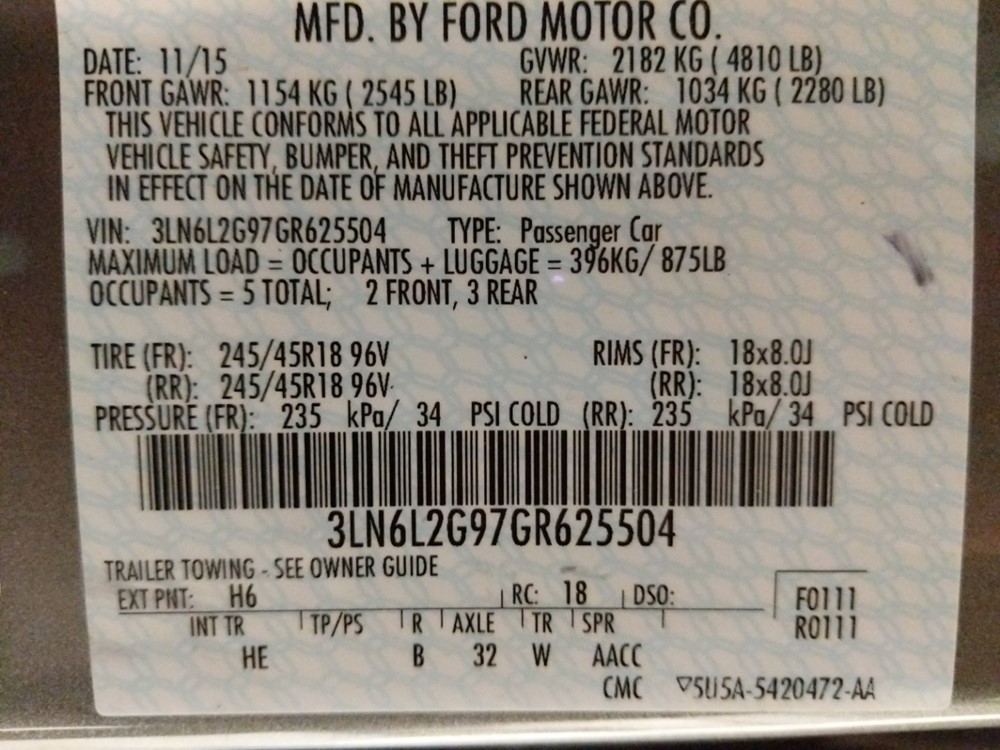 MFD. BY FORD MOTOR CO.
DATE: 11/15 GVWR: 2182 KG ( 4810 LB)
FRONT GAWR: 1154 KG ( 2545 LB) REAR GAWR: 1034 KG ( 2280 LB)
THIS VEHICLE CONFORMS TO ALL APPLICABLE FEDERAL MOTOR
VEHICLE SAFETY, BUMPER, AND THEFT PREVENTION STANDARDS
IN EFFECT ON THE DATE OF MANUFACTURE SHOWN ABOVE.
VIN: 3LN6L2G97GR625504 TYPE: Passenger Car
MAXIMUM LOAD = OCCUPANTS + LUGGAGE = 396KG/ 875LB
OCCUPANTS = 5 TOTAL; 2 FRONT, 3 REAR
TIRE (FR): 245/45R18 96V RIMS (FR): 18x8.0J
(RR): 245/45R18 96V (RR): 18x8.0J
PRESSURE (FR): 235 kPa/ 34 PSI COLD (RR): 235 kPa/ 34 PSI COLD
3LN6L2G97GR625504
TRAILER TOWING - SEE OWNER GUIDE
EXT PNT: H6 RC: 18 DSO: F0111
INT TR TP/PS R AXLE TR SPR R0111
HE B 32 W AACC
CMC ▽5U5A-5420472-AA